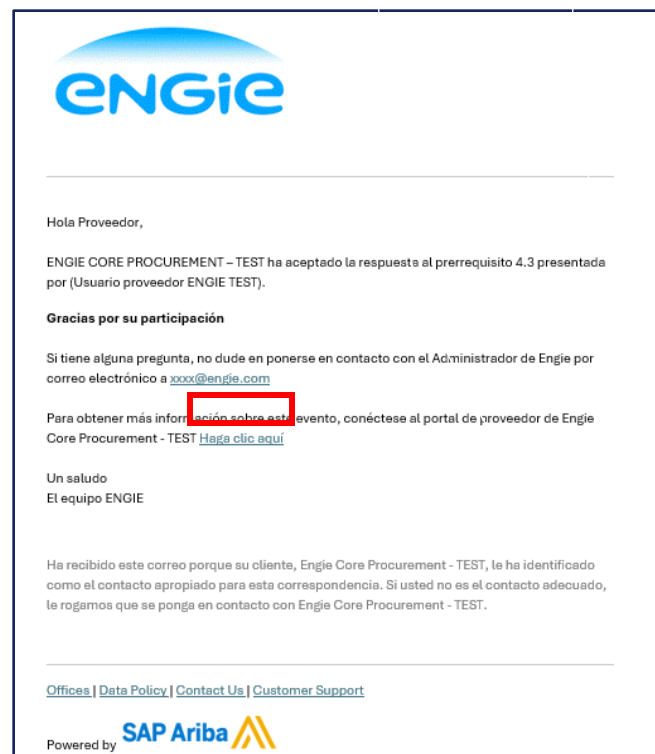 ENGIE
Hola Proveedor,
ENGIE CORE PROCUREMENT – TEST ha aceptado la respuesta al prerrequisito 4.3 presentada
por (Usuario proveedor ENGIE TEST).
Gracias por su participación
Si tiene alguna pregunta, no dude en ponerse en contacto con el Administrador de Engie por
correo electrónico a xxxx@engie.com
Para obtener más información sobre este evento, conéctese al portal de proveedor de Engie
Core Procurement - TEST Haga clic aquí
Un saludo
El equipo ENGIE
Ha recibido este correo porque su cliente, Engie Core Procurement - TEST, le ha identificado
como el contacto apropiado para esta correspondencia. Si usted no es el contacto adecuado,
le rogamos que se ponga en contacto con Engie Core Procurement - TEST.
Offices | Data Policy | Contact Us | Customer Support
Powered by SAP Ariba